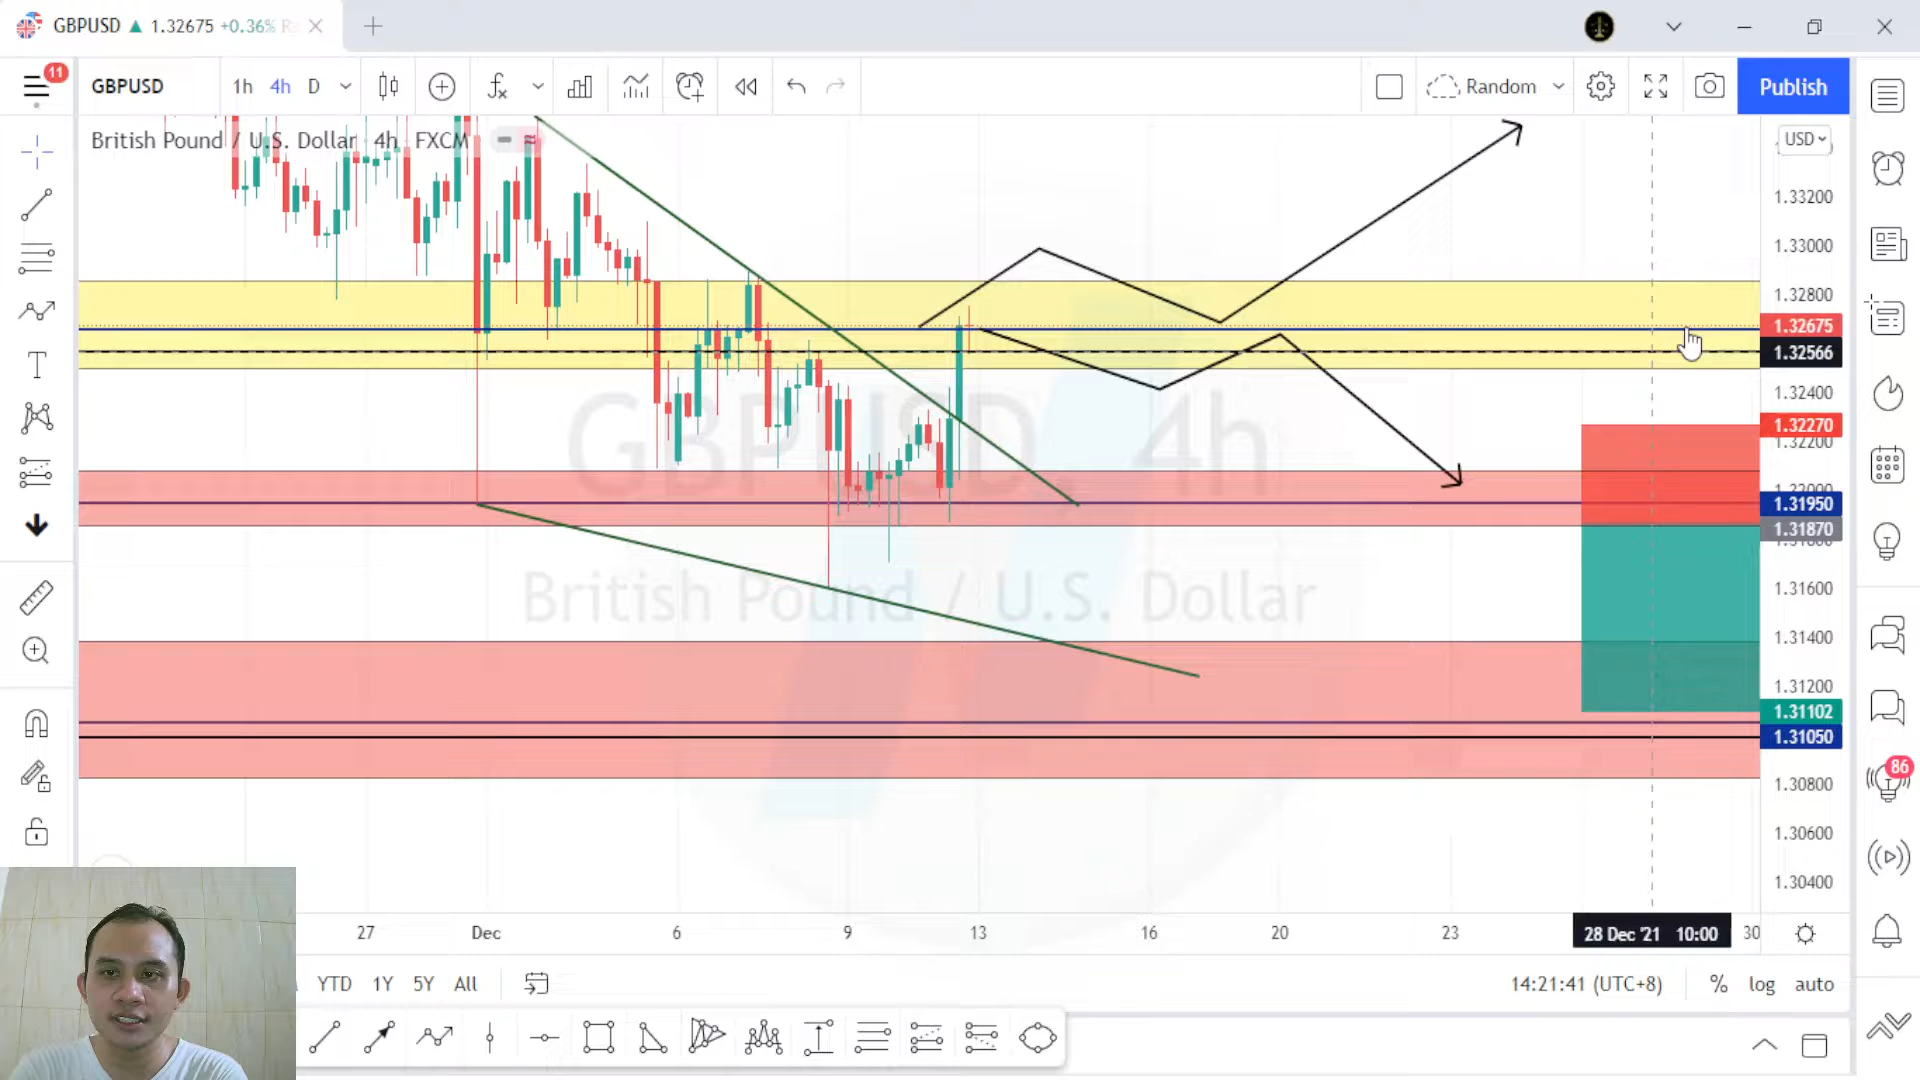 GBPUSD ▲ 1.32675 +0.36% Ra
11
GBPUSD 1h 4h D Random Publish
British Pound / U.S. Dollar · 4h · FXCM
USD
1.33200
1.33000
1.32800
1.32675
1.32566
1.32400
1.32270
1.32200
1.31950
1.31870
1.31600
1.31400
1.31200
1.31102
1.31050
1.30800
1.30600
1.30400
GBPUSD, 4h
British Pound / U.S. Dollar
86
27 Dec 6 9 13 16 20 23 28 Dec '21 10:00 30
YTD 1Y 5Y All 14:21:41 (UTC+8) % log auto